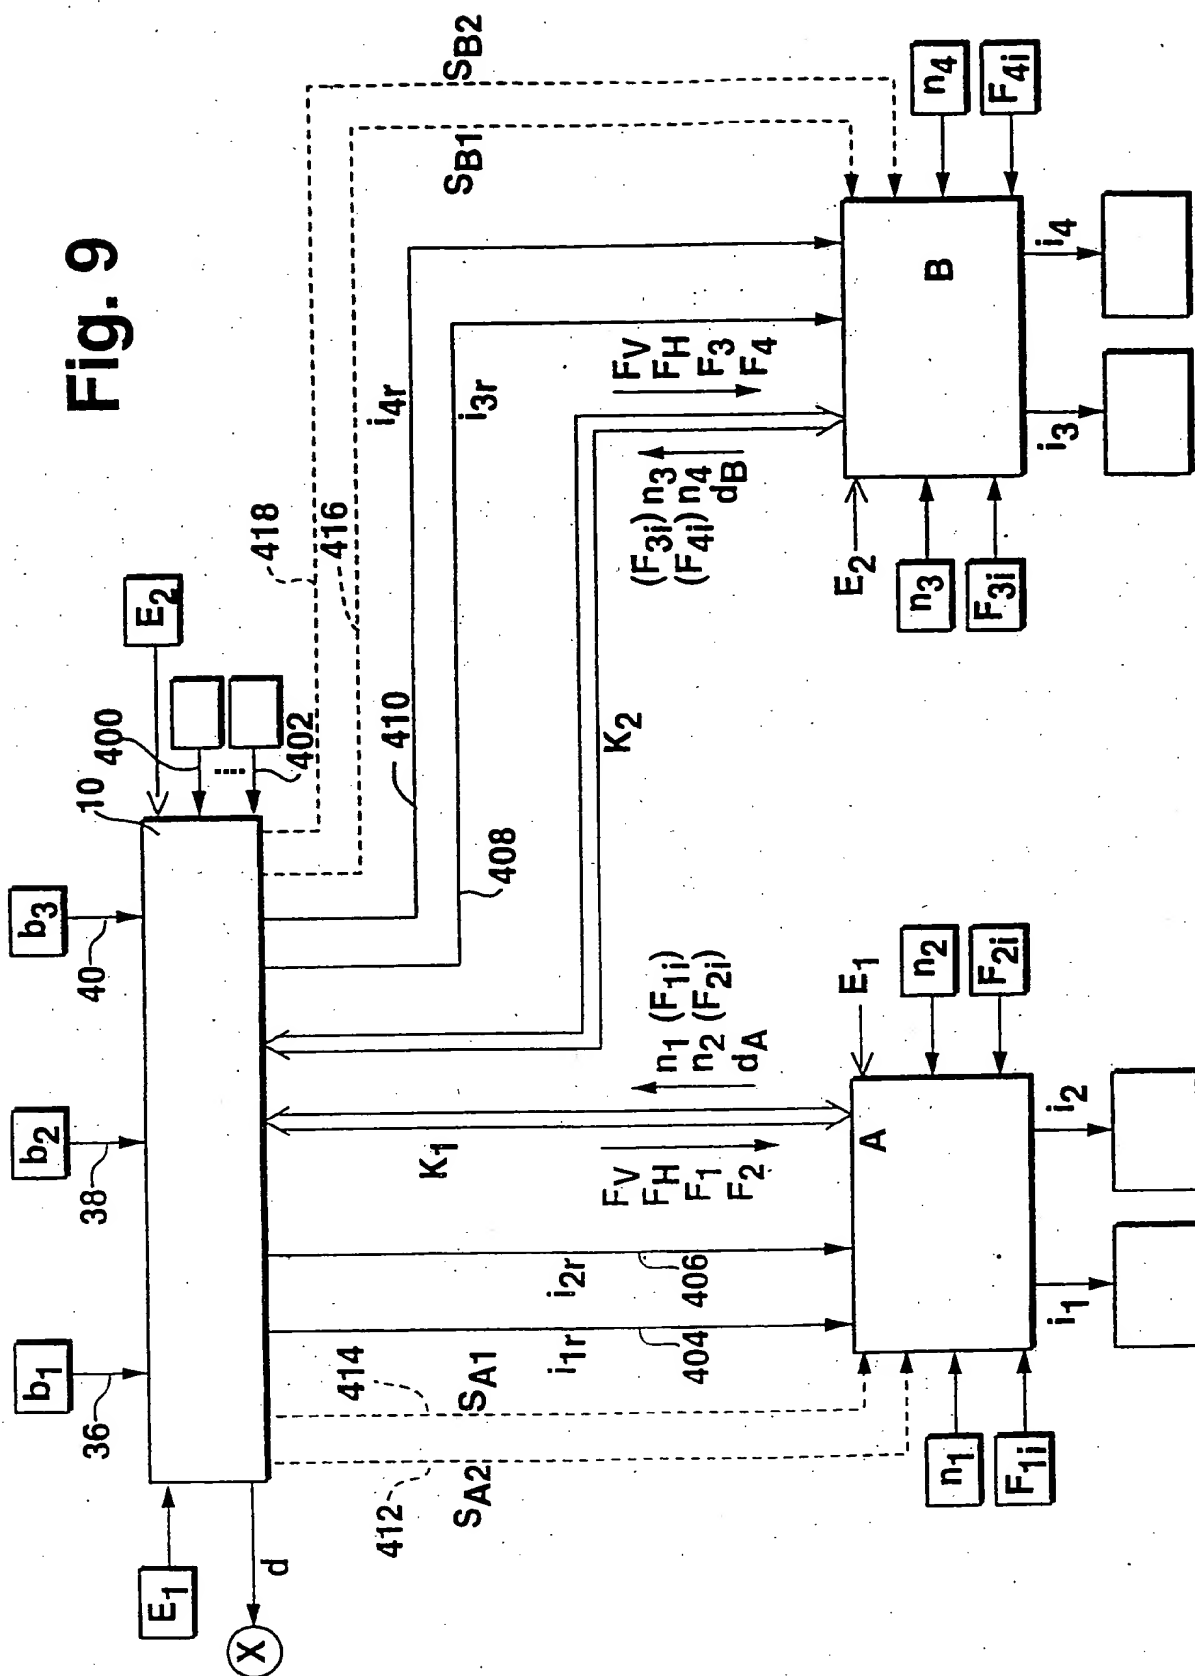 Fig. 9
b1
b2
b3
36
38
40
10
E1
d
X
E2
400
402
418
416
410
408
412
414
SA2
SA1
i1r
i2r
404
406
K1
FV
FH
F1
F2
n1 (F1i)
n2 (F2i)
dA
K2
i4r
i3r
SB1
SB2
(F3i) n3
(F4i) n4
dB
FV
FH
F3
F4
A
E1
n1
F1i
n2
F2i
i1
i2
B
E2
n3
F3i
n4
F4i
i3
i4